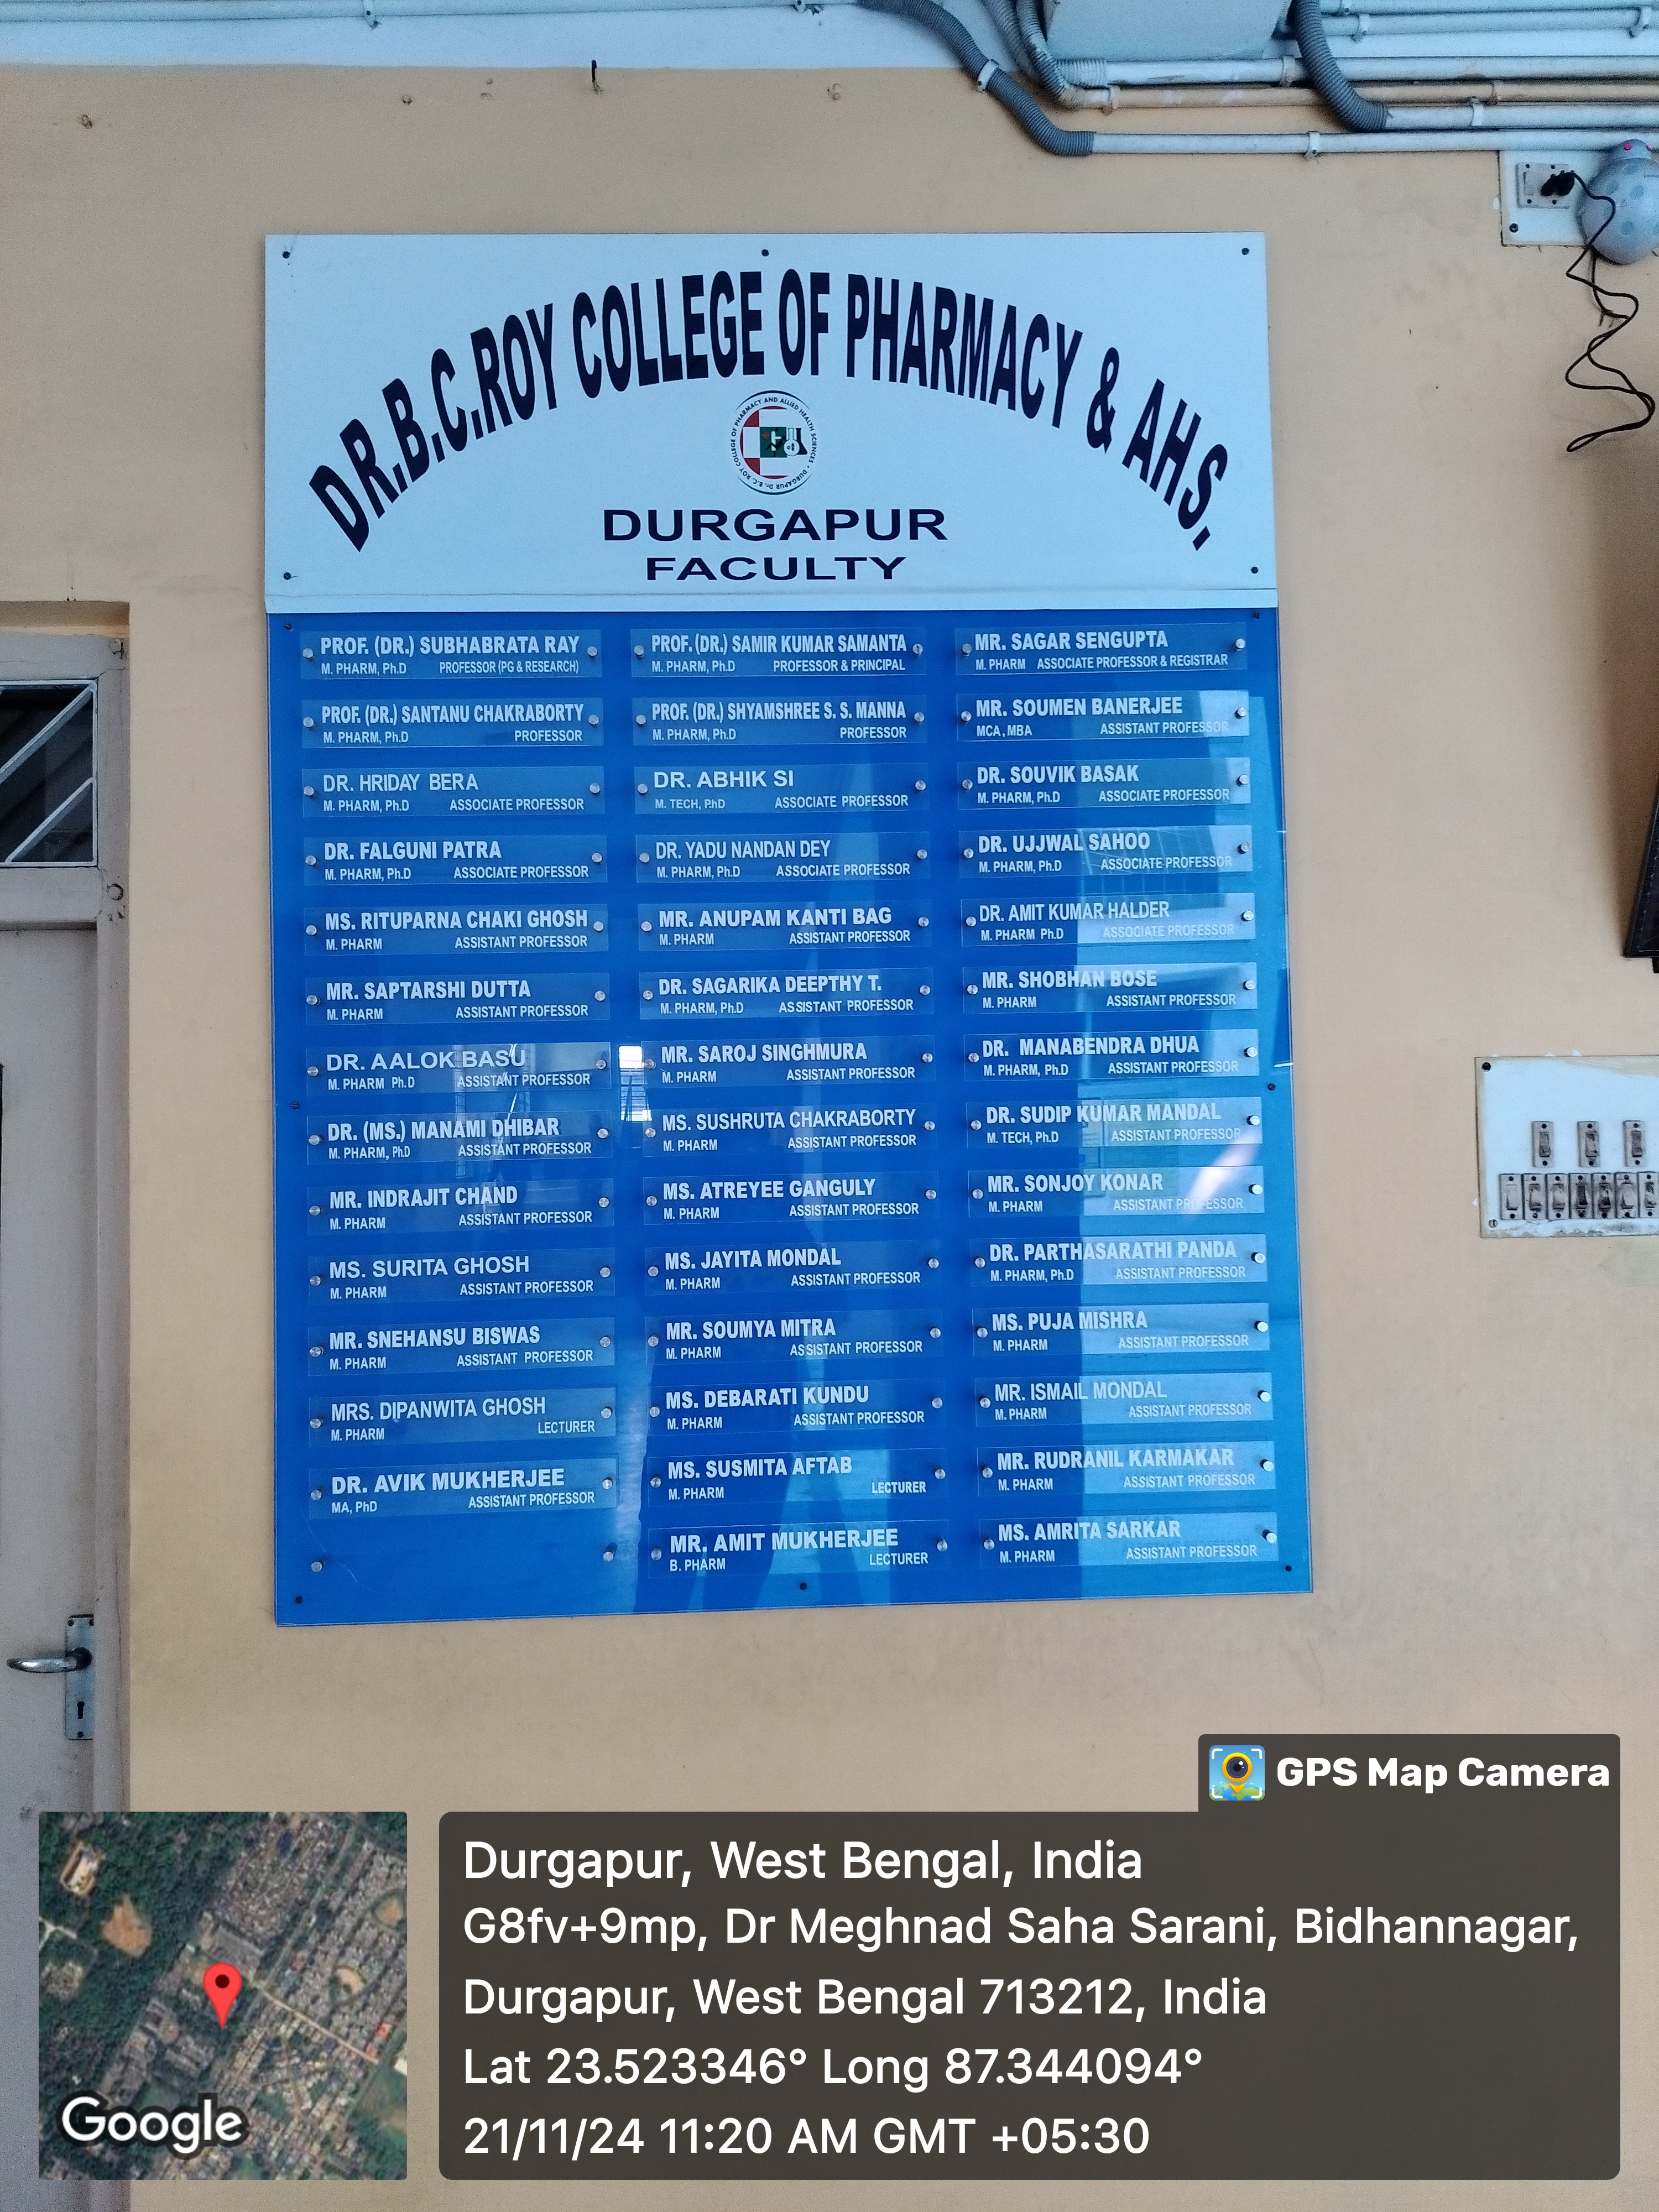 DR.B.C.ROY COLLEGE OF PHARMACY & AHS.
DURGAPUR
FACULTY
PROF. (DR.) SUBHABRATA RAY
M. PHARM, Ph.D PROFESSOR (PG & RESEARCH)
PROF. (DR.) SANTANU CHAKRABORTY
M. PHARM, Ph.D PROFESSOR
DR. HRIDAY BERA
M. PHARM, Ph.D ASSOCIATE PROFESSOR
DR. FALGUNI PATRA
M. PHARM, Ph.D ASSOCIATE PROFESSOR
MS. RITUPARNA CHAKI GHOSH
M. PHARM ASSISTANT PROFESSOR
MR. SAPTARSHI DUTTA
M. PHARM ASSISTANT PROFESSOR
DR. AALOK BASU
M. PHARM Ph.D ASSISTANT PROFESSOR
DR. (MS.) MANAMI DHIBAR
M. PHARM, Ph.D ASSISTANT PROFESSOR
MR. INDRAJIT CHAND
M. PHARM ASSISTANT PROFESSOR
MS. SURITA GHOSH
M. PHARM ASSISTANT PROFESSOR
MR. SNEHANSU BISWAS
M. PHARM ASSISTANT PROFESSOR
MRS. DIPANWITA GHOSH
M. PHARM LECTURER
DR. AVIK MUKHERJEE
MA, PhD ASSISTANT PROFESSOR
PROF. (DR.) SAMIR KUMAR SAMANTA
M. PHARM, Ph.D PROFESSOR & PRINCIPAL
PROF. (DR.) SHYAMSHREE S. S. MANNA
M. PHARM, Ph.D PROFESSOR
DR. ABHIK SI
M. TECH, PhD ASSOCIATE PROFESSOR
DR. YADU NANDAN DEY
M. PHARM, Ph.D ASSOCIATE PROFESSOR
MR. ANUPAM KANTI BAG
M. PHARM ASSISTANT PROFESSOR
DR. SAGARIKA DEEPTHY T.
M. PHARM, Ph.D ASSISTANT PROFESSOR
MR. SAROJ SINGHMURA
M. PHARM ASSISTANT PROFESSOR
MS. SUSHRUTA CHAKRABORTY
M. PHARM ASSISTANT PROFESSOR
MS. ATREYEE GANGULY
M. PHARM ASSISTANT PROFESSOR
MS. JAYITA MONDAL
M. PHARM ASSISTANT PROFESSOR
MR. SOUMYA MITRA
M. PHARM ASSISTANT PROFESSOR
MS. DEBARATI KUNDU
M. PHARM ASSISTANT PROFESSOR
MS. SUSMITA AFTAB
M. PHARM LECTURER
MR. AMIT MUKHERJEE
B. PHARM LECTURER
MR. SAGAR SENGUPTA
M. PHARM ASSOCIATE PROFESSOR & REGISTRAR
MR. SOUMEN BANERJEE
MCA, MBA ASSISTANT PROFESSOR
DR. SOUVIK BASAK
M. PHARM, Ph.D ASSOCIATE PROFESSOR
DR. UJJWAL SAHOO
M. PHARM, Ph.D ASSOCIATE PROFESSOR
DR. AMIT KUMAR HALDER
M. PHARM Ph.D ASSOCIATE PROFESSOR
MR. SHOBHAN BOSE
M. PHARM ASSISTANT PROFESSOR
DR. MANABENDRA DHUA
M. PHARM, Ph.D ASSISTANT PROFESSOR
DR. SUDIP KUMAR MANDAL
M. TECH, Ph.D ASSISTANT PROFESSOR
MR. SONJOY KONAR
M. PHARM ASSISTANT PROFESSOR
DR. PARTHASARATHI PANDA
M. PHARM, Ph.D ASSISTANT PROFESSOR
MS. PUJA MISHRA
M. PHARM ASSISTANT PROFESSOR
MR. ISMAIL MONDAL
M. PHARM ASSISTANT PROFESSOR
MR. RUDRANIL KARMAKAR
M. PHARM ASSISTANT PROFESSOR
MS. AMRITA SARKAR
M. PHARM ASSISTANT PROFESSOR
GPS Map Camera
Durgapur, West Bengal, India
G8fv+9mp, Dr Meghnad Saha Sarani, Bidhannagar,
Durgapur, West Bengal 713212, India
Lat 23.523346° Long 87.344094°
21/11/24 11:20 AM GMT +05:30
Google